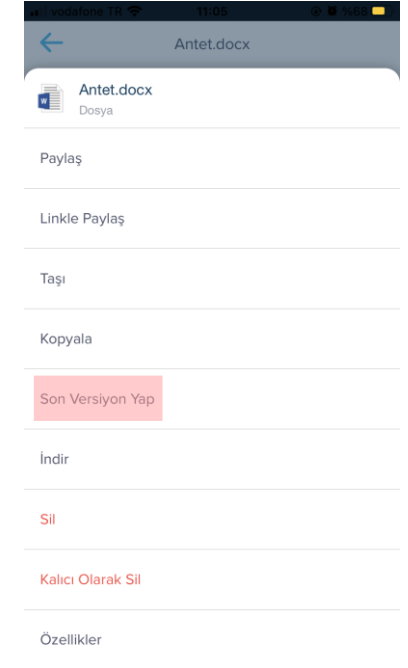 vodafone TR 11:05 %66
Antet.docx
W
Antet.docx
Dosya
Paylaş
Linkle Paylaş
Taşı
Kopyala
Son Versiyon Yap
İndir
Sil
Kalıcı Olarak Sil
Özellikler